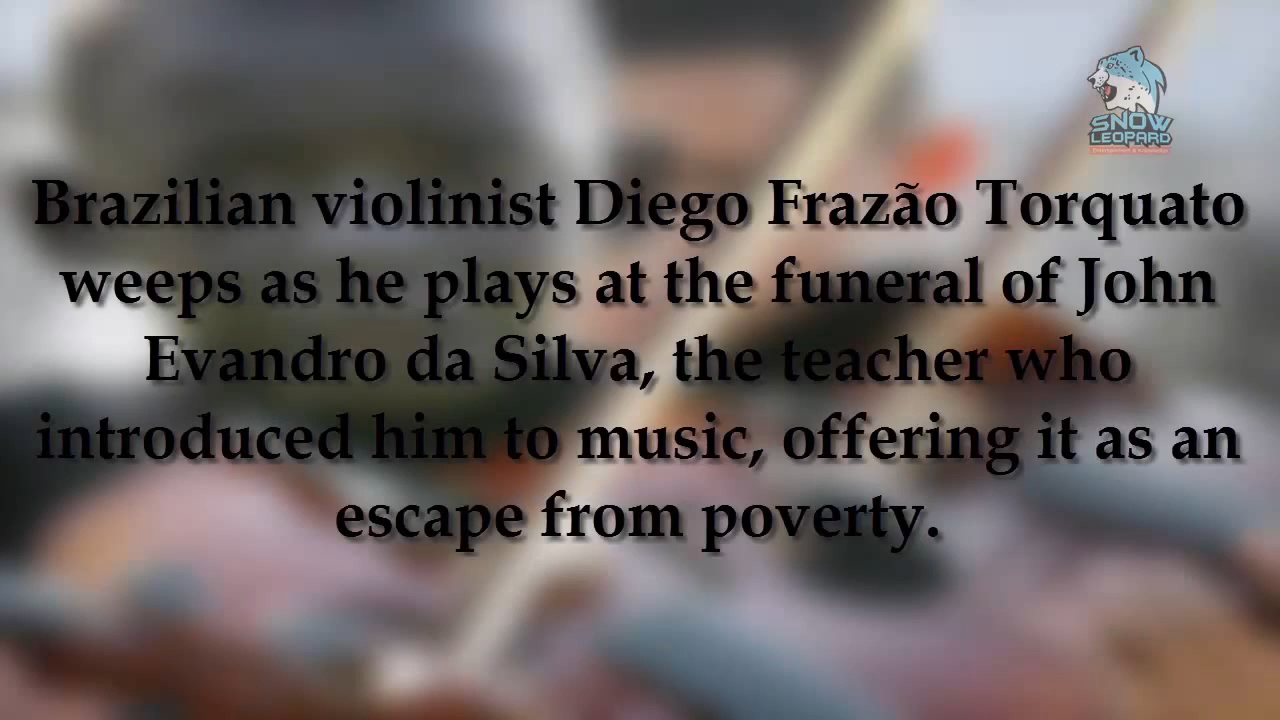 SNOW
LEOPARD
Brazilian violinist Diego Frazão Torquato
weeps as he plays at the funeral of John
Evandro da Silva, the teacher who
introduced him to music, offering it as an
escape from poverty.